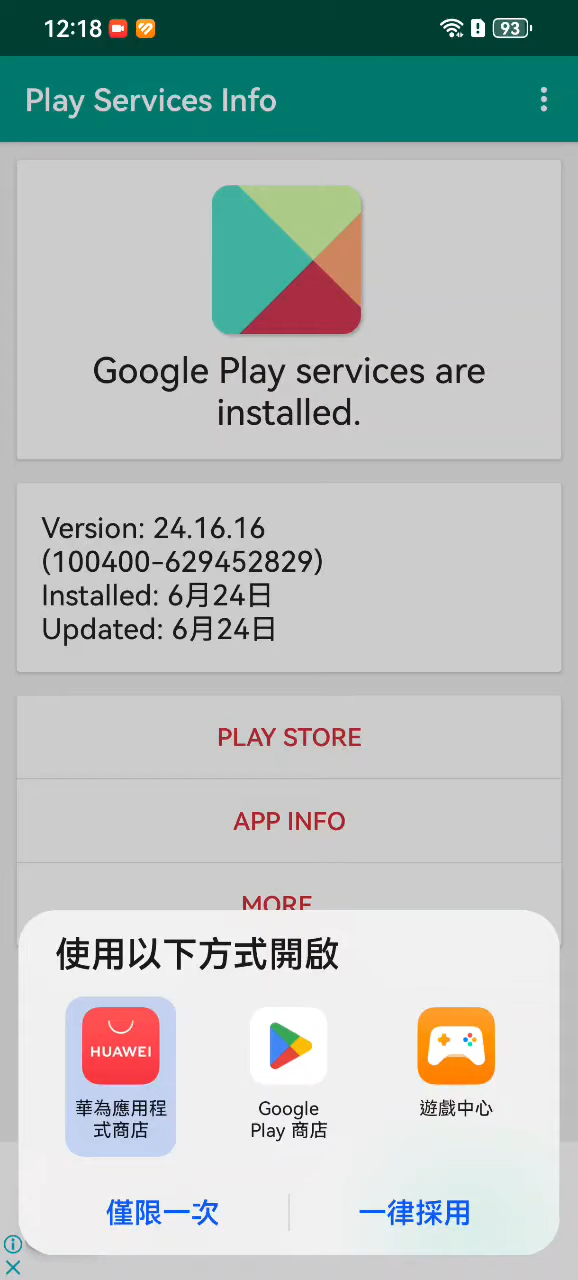 12:18
93
Play Services Info
Google Play services are
installed.
Version: 24.16.16
(100400-629452829)
Installed: 6月24日
Updated: 6月24日
PLAY STORE
APP INFO
MORE
使用以下方式開啟
HUAWEI
華為應用程
式商店
Google
Play 商店
遊戲中心
僅限一次
一律採用